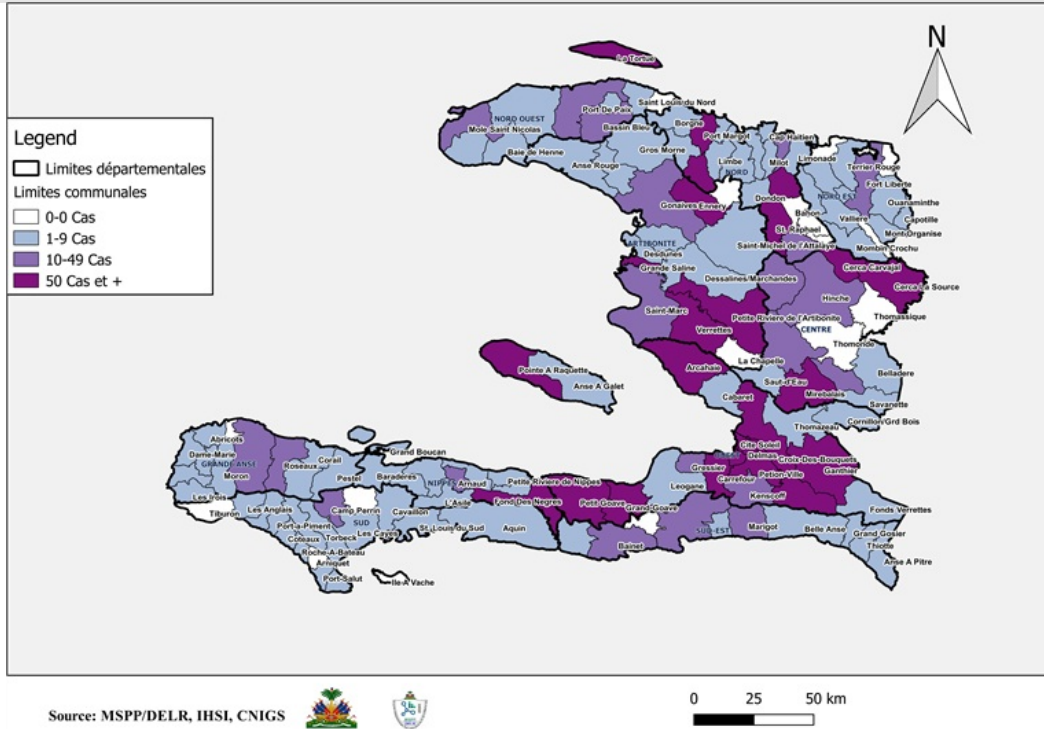 N
La Tortue
Legend
Limites départementales
Limites communales
0-0 Cas
1-9 Cas
10-49 Cas
50 Cas et +
Saint Louis du Nord
Port De Paix
NORD OUEST
Mole Saint Nicolas
Bassin Bleu
Borgne
Port Margot
Cap Haitien
Baie de Henne
Gros Morne
Limbe
Milot
Limonade
Terrier Rouge
Anse Rouge
NORD
Fort Liberte
NORD EST
Ouanaminthe
Gonaives
Ennery
Dondon
Bahon
Valliere
Capotille
St. Raphael
Mont Organise
ARTIBONITE
Saint-Michel de l'Attalaye
Mombin Crochu
Desdunes
Grande Saline
Dessalines/Marchandes
Cerca Carvajal
Cerca La Source
Hinche
Saint-Marc
Petite Rivière de l'Artibonite
Thomassique
Verrettes
CENTRE
Thomonde
La Chapelle
Pointe A Raquette
Arcahaie
Belladere
Anse A Galet
Saut-d'Eau
Cabaret
Mirebalais
Savanette
Cornillon/Grd Bois
Thomazeau
Abricots
Cite Soleil
Dame-Marie
Grand Boucan
Delmas
Croix-Des-Bouquets
GRAND'ANSE
Corail
Roseaux
Gressier
Petion-Ville
Ganthier
Moron
Pestel
Baraderes
NIPPES
Arnaud
Petite Rivière de Nippes
Leogane
Carrefour
Kenscoff
Les Irois
L'Asile
Fond Des Negres
Petit Goave
Grand-Goave
Tiburon
Les Anglais
Camp Perrin
Cavaillon
Fonds Verrettes
Port-a-Piment
SUD
St. Louis du Sud
Aquin
SUD-EST
Marigot
Belle Anse
Grand Gosier
Coteaux
Torbeck
Les Cayes
Bainet
Thiotte
Roche-A-Bateau
Arniquet
Anse A Pitre
Port-Salut
Ile-A Vache
Source: MSPP/DELR, IHSI, CNIGS
0 25 50 km